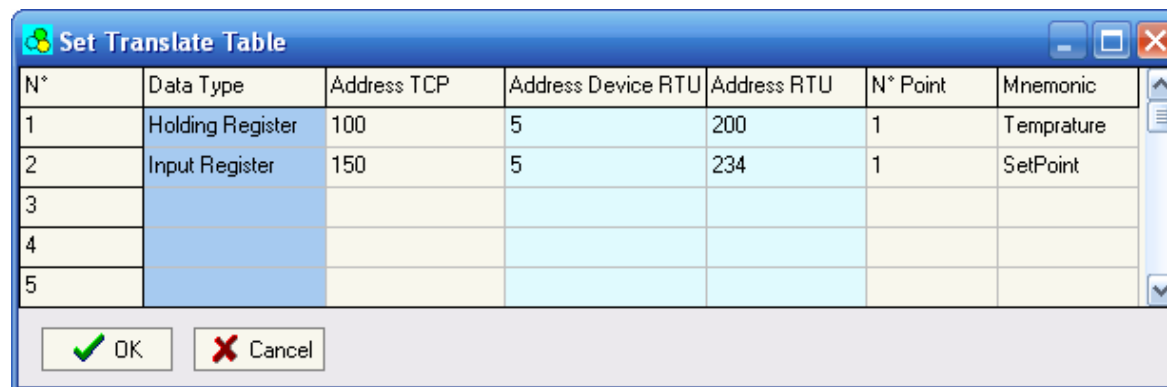 Set Translate Table
N° Data Type Address TCP Address Device RTU Address RTU N° Point Mnemonic
1 Holding Register 100 5 200 1 Temprature
2 Input Register 150 5 234 1 SetPoint
3
4
5
OK Cancel